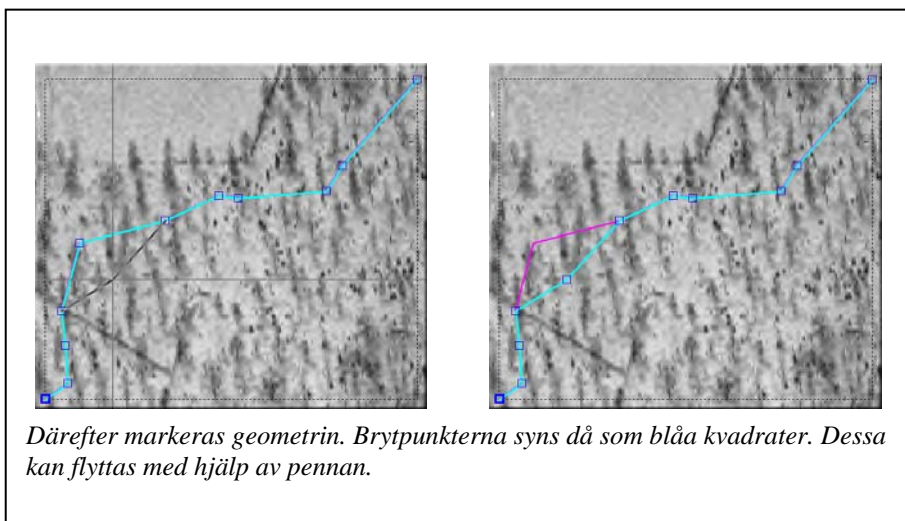 Därefter markeras geometrin. Brytpunkterna syns då som blåa kvadrater. Dessa
kan flyttas med hjälp av pennan.